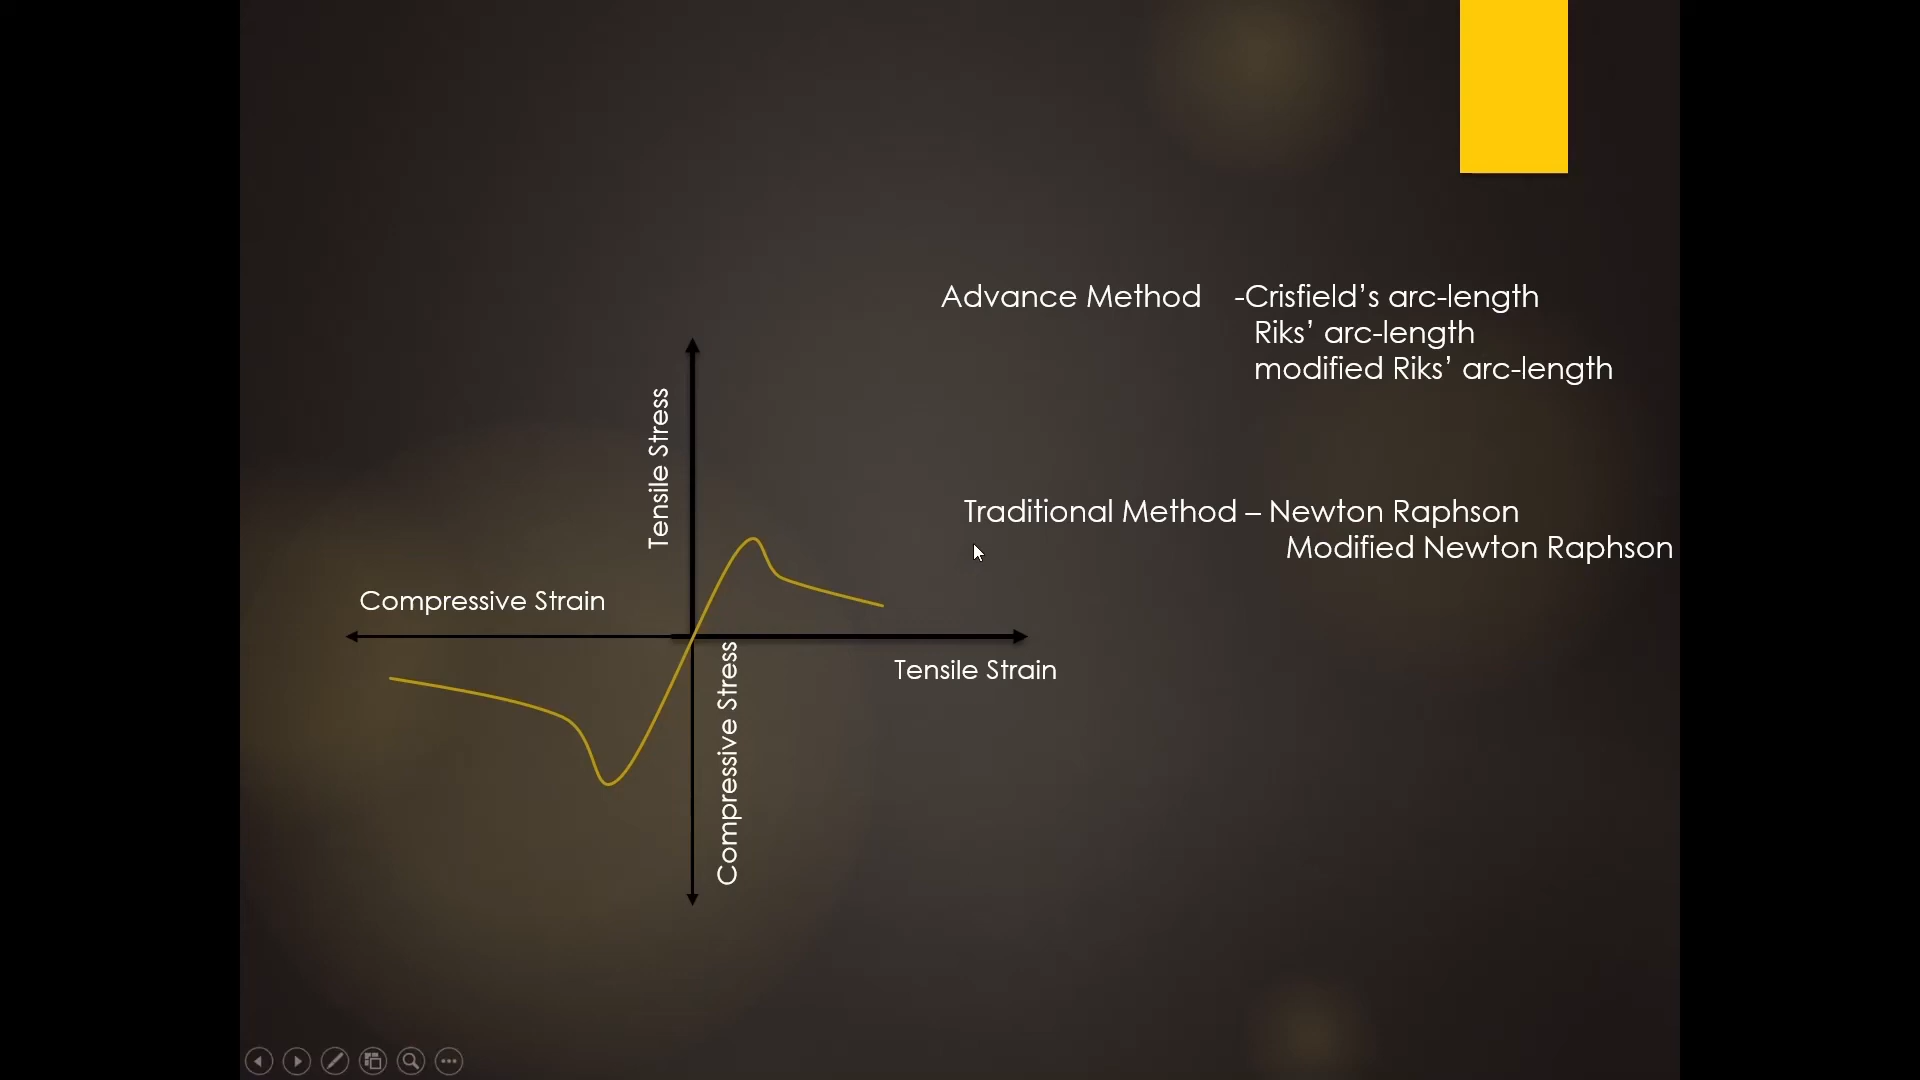 Advance Method -Crisfield’s arc-length
Riks’ arc-length
modified Riks’ arc-length
Tensile Stress
Traditional Method – Newton Raphson
Modified Newton Raphson
Compressive Strain
Tensile Strain
Compressive Stress